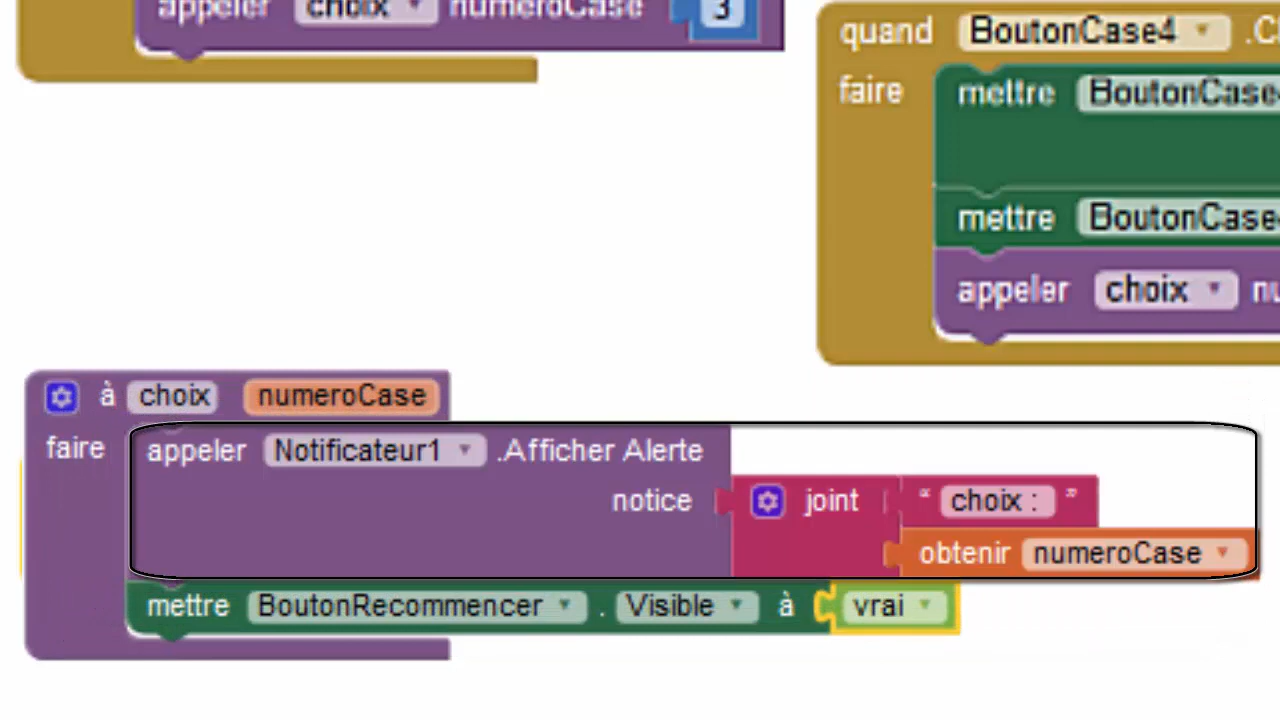 appeler choix numeroCase 3
quand BoutonCase4 .C
faire mettre BoutonCase
mettre BoutonCase
appeler choix nu
à choix numeroCase
faire appeler Notificateur1 .Afficher Alerte
notice joint “ choix : ”
obtenir numeroCase
mettre BoutonRecommencer . Visible à vrai